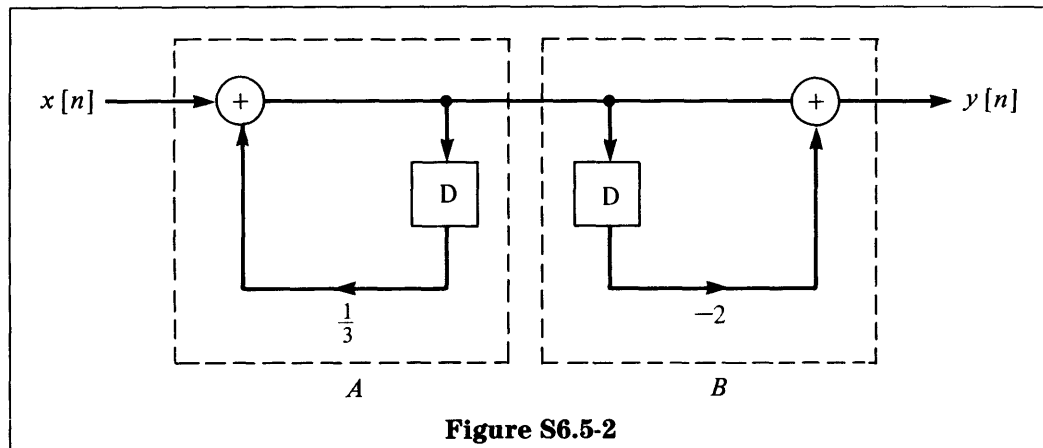 x[n] + + y[n]
D D
1/3 −2
A B
Figure S6.5-2